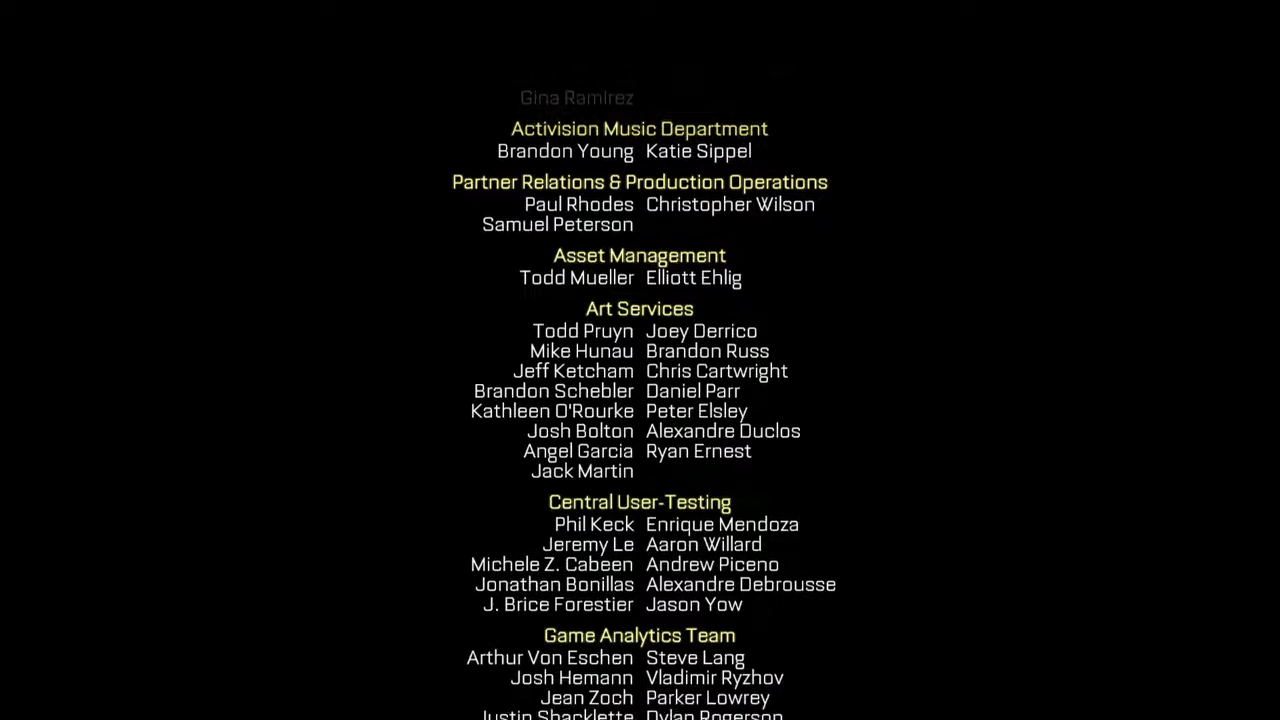 Gina Ramirez
Activision Music Department
Brandon Young Katie Sippel
Partner Relations & Production Operations
Paul Rhodes Christopher Wilson
Samuel Peterson
Asset Management
Todd Mueller Elliott Ehlig
Art Services
Todd Pruyn Joey Derrico
Mike Hunau Brandon Russ
Jeff Ketcham Chris Cartwright
Brandon Schebler Daniel Parr
Kathleen O'Rourke Peter Elsley
Josh Bolton Alexandre Duclos
Angel Garcia Ryan Ernest
Jack Martin
Central User-Testing
Phil Keck Enrique Mendoza
Jeremy Le Aaron Willard
Michele Z. Cabeen Andrew Piceno
Jonathan Bonillas Alexandre Debrousse
J. Brice Forestier Jason Yow
Game Analytics Team
Arthur Von Eschen Steve Lang
Josh Hemann Vladimir Ryzhov
Jean Zoch Parker Lowrey
Justin Shacklette Dylan Rogerson